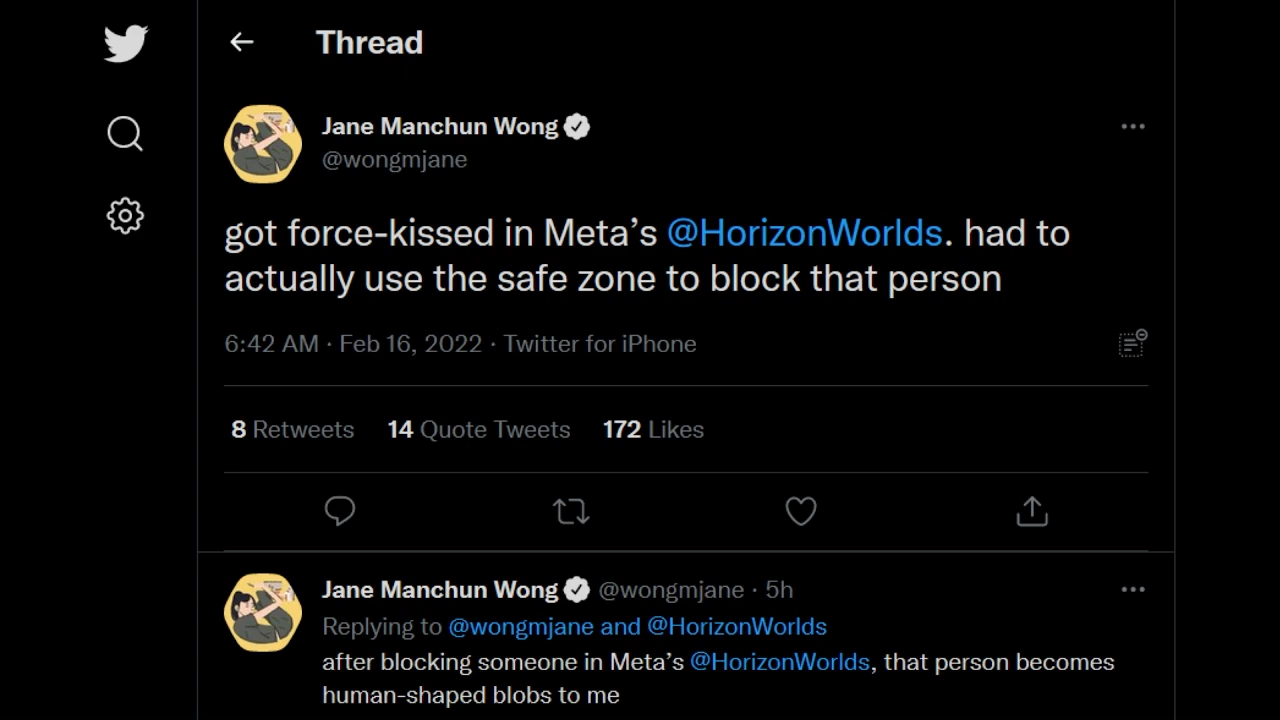 Thread
Jane Manchun Wong
@wongmjane
got force-kissed in Meta’s @HorizonWorlds. had to
actually use the safe zone to block that person
6:42 AM · Feb 16, 2022 · Twitter for iPhone
8 Retweets 14 Quote Tweets 172 Likes
Jane Manchun Wong @wongmjane · 5h
Replying to @wongmjane and @HorizonWorlds
after blocking someone in Meta’s @HorizonWorlds, that person becomes
human-shaped blobs to me